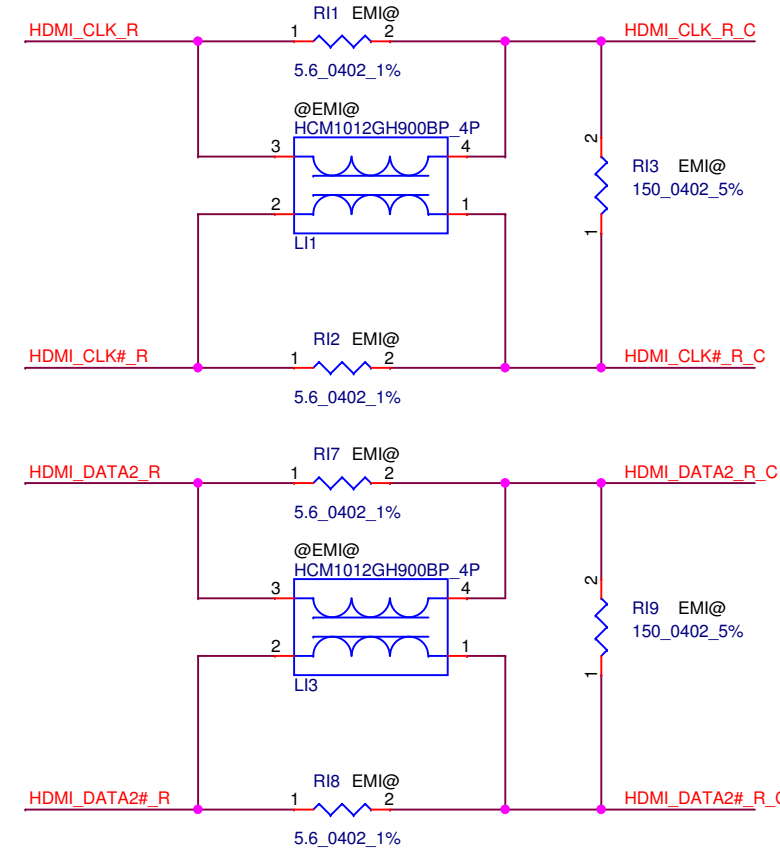 RI1 EMI@
HDMI_CLK_R
1
2
HDMI_CLK_R_C
5.6_0402_1%
@EMI@
HCM1012GH900BP_4P
3
4
2
RI3 EMI@
150_0402_5%
2
1
1
LI1
RI2 EMI@
HDMI_CLK#_R
1
2
HDMI_CLK#_R_C
5.6_0402_1%
RI7 EMI@
HDMI_DATA2_R
1
2
HDMI_DATA2_R_C
5.6_0402_1%
@EMI@
HCM1012GH900BP_4P
3
4
2
RI9 EMI@
150_0402_5%
2
1
1
LI3
RI8 EMI@
HDMI_DATA2#_R
1
2
HDMI_DATA2#_R_C
5.6_0402_1%